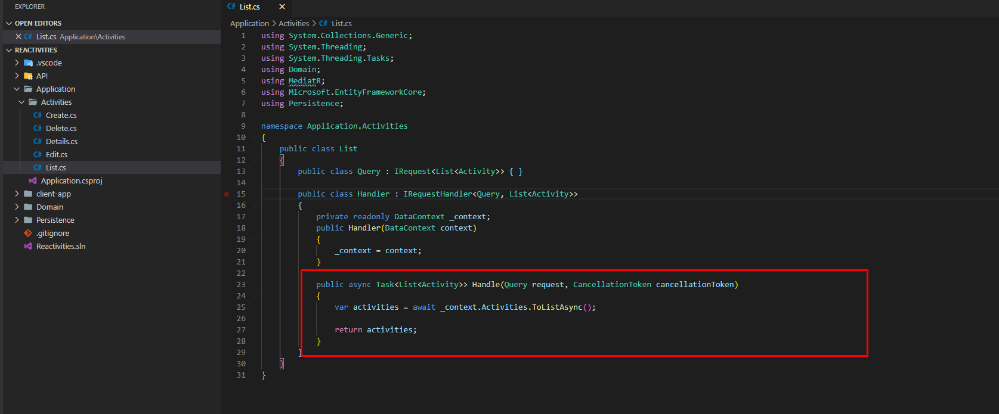 EXPLORER
OPEN EDITORS
C# List.cs Application\Activities
REACTIVITIES
.vscode
API
Application
Activities
C# Create.cs
C# Delete.cs
C# Details.cs
C# Edit.cs
C# List.cs
Application.csproj
client-app
Domain
Persistence
.gitignore
Reactivities.sln
C# List.cs
Application > Activities > C# List.cs
1 using System.Collections.Generic;
2 using System.Threading;
3 using System.Threading.Tasks;
4 using Domain;
5 using MediatR;
6 using Microsoft.EntityFrameworkCore;
7 using Persistence;
8
9 namespace Application.Activities
10 {
11 public class List
12 {
13 public class Query : IRequest<List<Activity>> { }
14
15 public class Handler : IRequestHandler<Query, List<Activity>>
16 {
17 private readonly DataContext _context;
18 public Handler(DataContext context)
19 {
20 _context = context;
21 }
22
23 public async Task<List<Activity>> Handle(Query request, CancellationToken cancellationToken)
24 {
25 var activities = await _context.Activities.ToListAsync();
26
27 return activities;
28 }
29 }
30 }
31 }